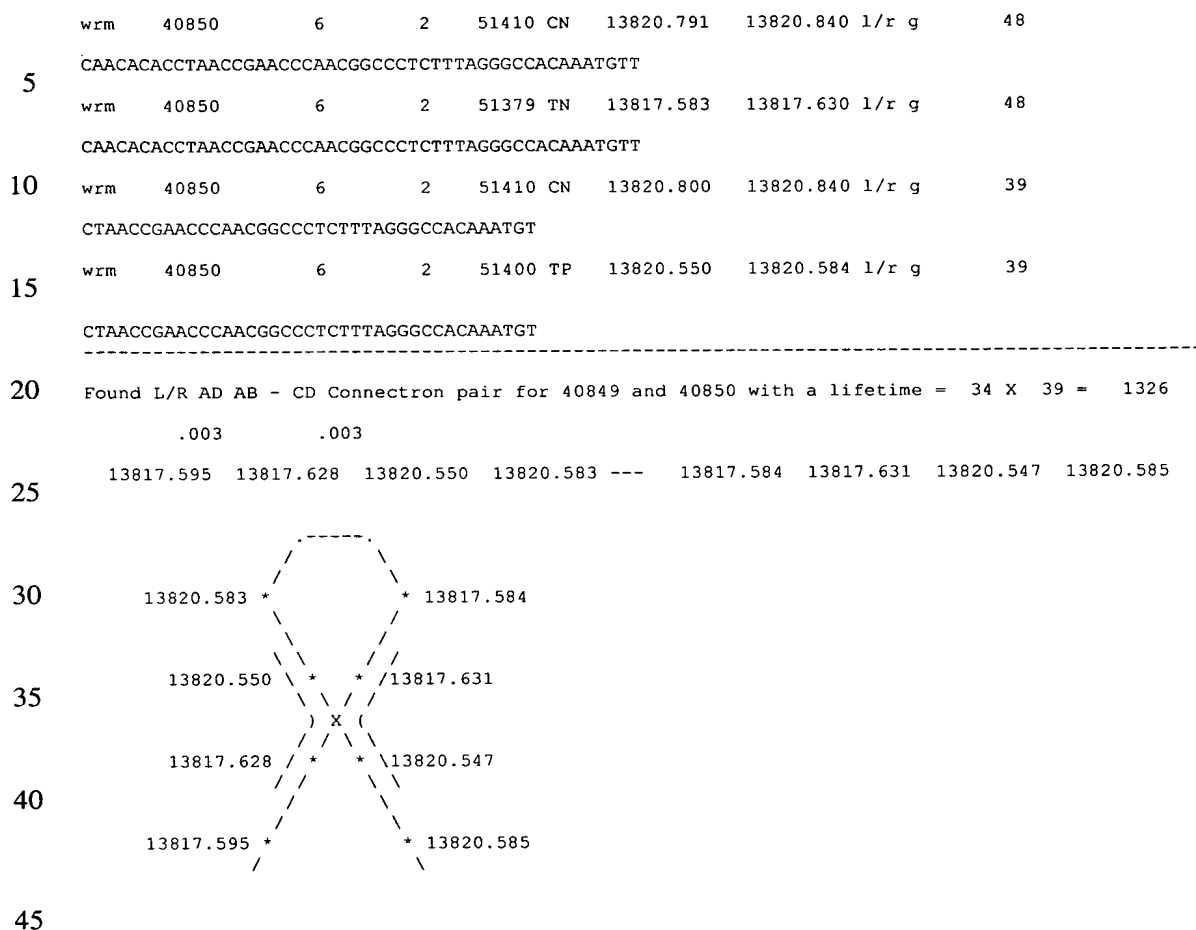 wrm 40850 6 2 51410 CN 13820.791 13820.840 l/r g 48
CAACACACCTAACCGAACCCAACGGCCCTCTTTAGGGCCACAAATGTT
5
wrm 40850 6 2 51379 TN 13817.583 13817.630 l/r g 48
CAACACACCTAACCGAACCCAACGGCCCTCTTTAGGGCCACAAATGTT
10 wrm 40850 6 2 51410 CN 13820.800 13820.840 l/r g 39
CTAACCGAACCCAACGGCCCTCTTTAGGGCCACAAATGT
wrm 40850 6 2 51400 TP 13820.550 13820.584 l/r g 39
15
CTAACCGAACCCAACGGCCCTCTTTAGGGCCACAAATGT
20 Found L/R AD AB - CD Connectron pair for 40849 and 40850 with a lifetime = 34 X 39 = 1326
.003 .003
13817.595 13817.628 13820.550 13820.583 --- 13817.584 13817.631 13820.547 13820.585
25
30 13820.583 * * 13817.584
13820.550 \ * * /13817.631
35
) X (
13817.628 / * * \13820.547
40
13817.595 * * 13820.585
45